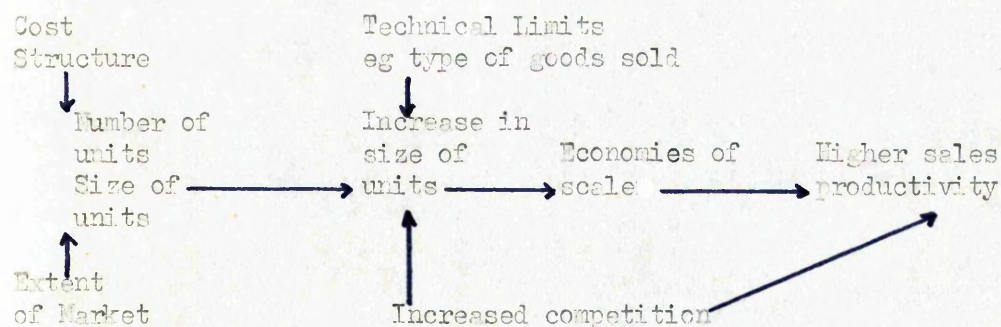 Cost
Structure
Technical Limits
eg type of goods sold
Number of
units
Size of
units
Increase in
size of
units
Economies of
scale
Higher sales
productivity
Extent
of Market
Increased competition